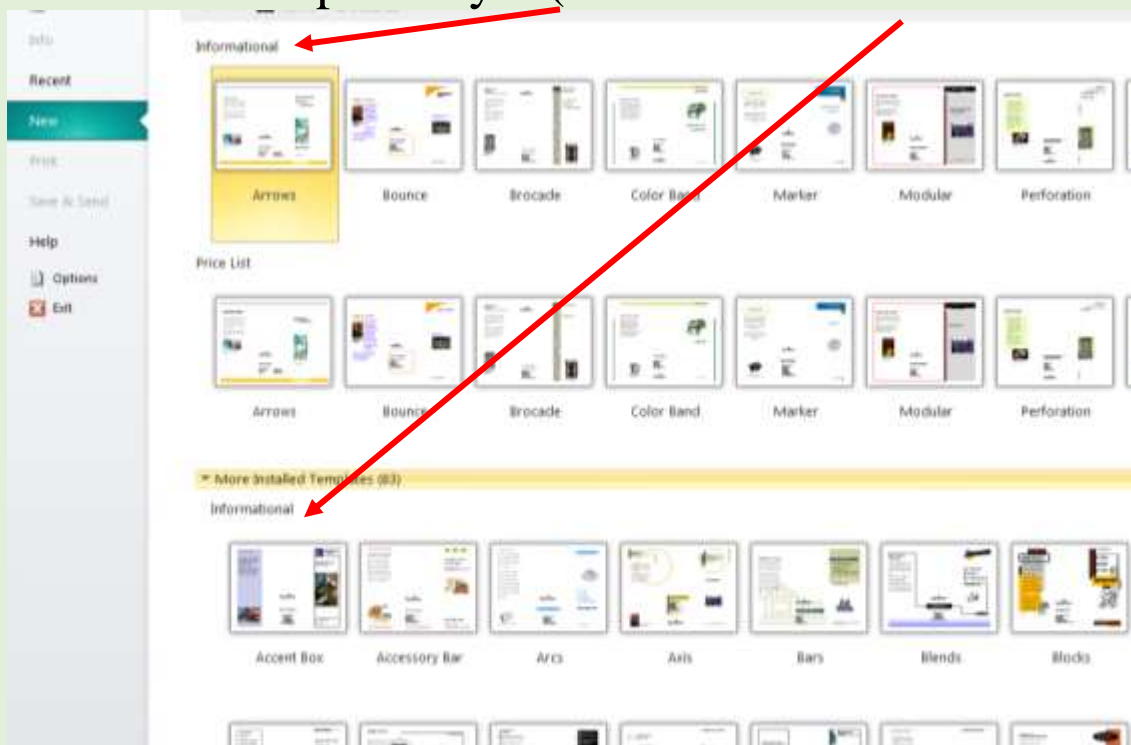 Info
Informational
Recent
New
Print
Save & Send
Arrows Bounce Brocade Color Band Marker Modular Perforation
Help
Price List
Options
Exit
Arrows Bounce Brocade Color Band Marker Modular Perforation
More Installed Templates (83)
Informational
Accent Box Accessory Bar Arcs Axis Bars Blends Blocks